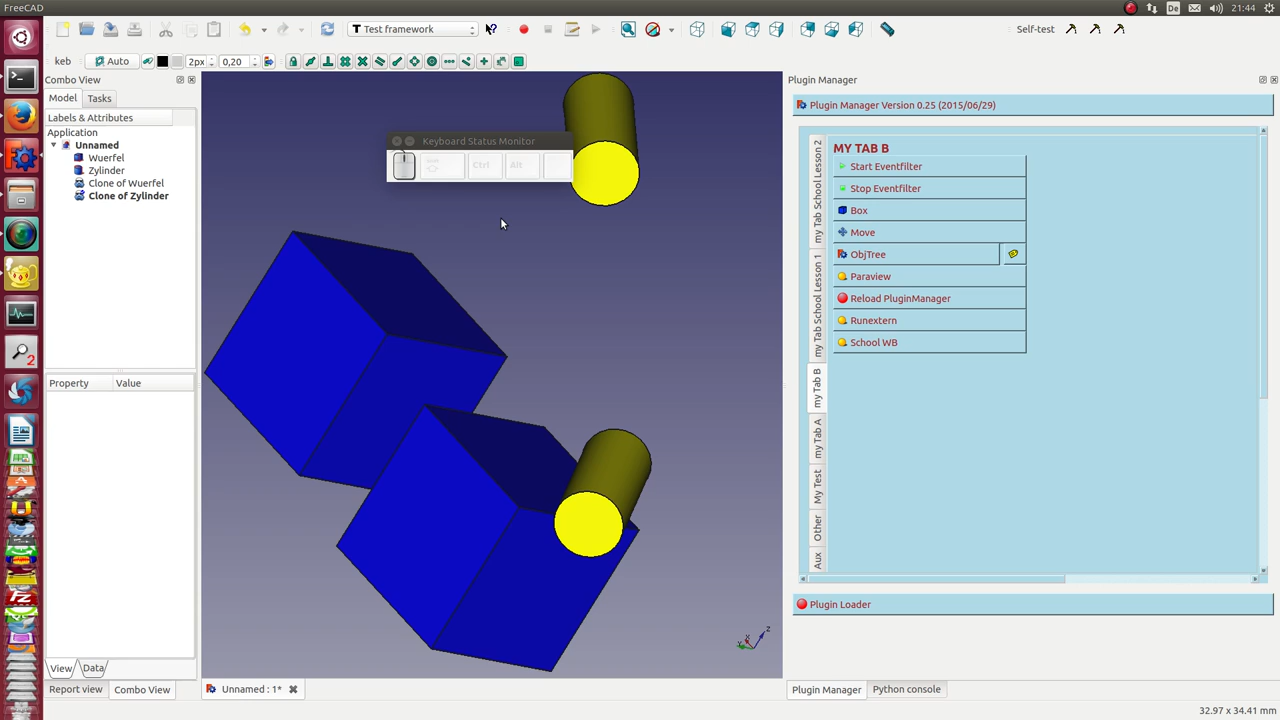 FreeCAD
De
21:44
Test framework
Self-test
keb
Auto
2px
0,20
Combo View
Model
Tasks
Labels & Attributes
Application
Unnamed
Wuerfel
Zylinder
Clone of Wuerfel
Clone of Zylinder
Property
Value
View
Data
Report view
Combo View
Keyboard Status Monitor
Ctrl
Alt
Unnamed : 1*
Plugin Manager
Plugin Manager Version 0.25 (2015/06/29)
my Tab School Lesson 2
my Tab School Lesson 1
my Tab B
my Tab A
My Test
Other
Aux
MY TAB B
Start Eventfilter
Stop Eventfilter
Box
Move
ObjTree
Paraview
Reload PluginManager
Runextern
School WB
Plugin Loader
Plugin Manager
Python console
32.97 x 34.41 mm